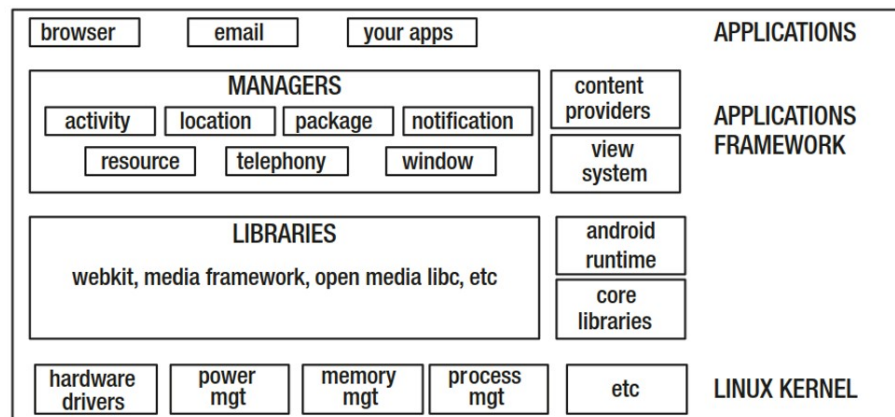 browser email your apps APPLICATIONS
MANAGERS
activity location package notification
resource telephony window
content
providers
view
system
APPLICATIONS
FRAMEWORK
LIBRARIES
webkit, media framework, open media libc, etc
android
runtime
core
libraries
hardware
drivers
power
mgt
memory
mgt
process
mgt
etc
LINUX KERNEL